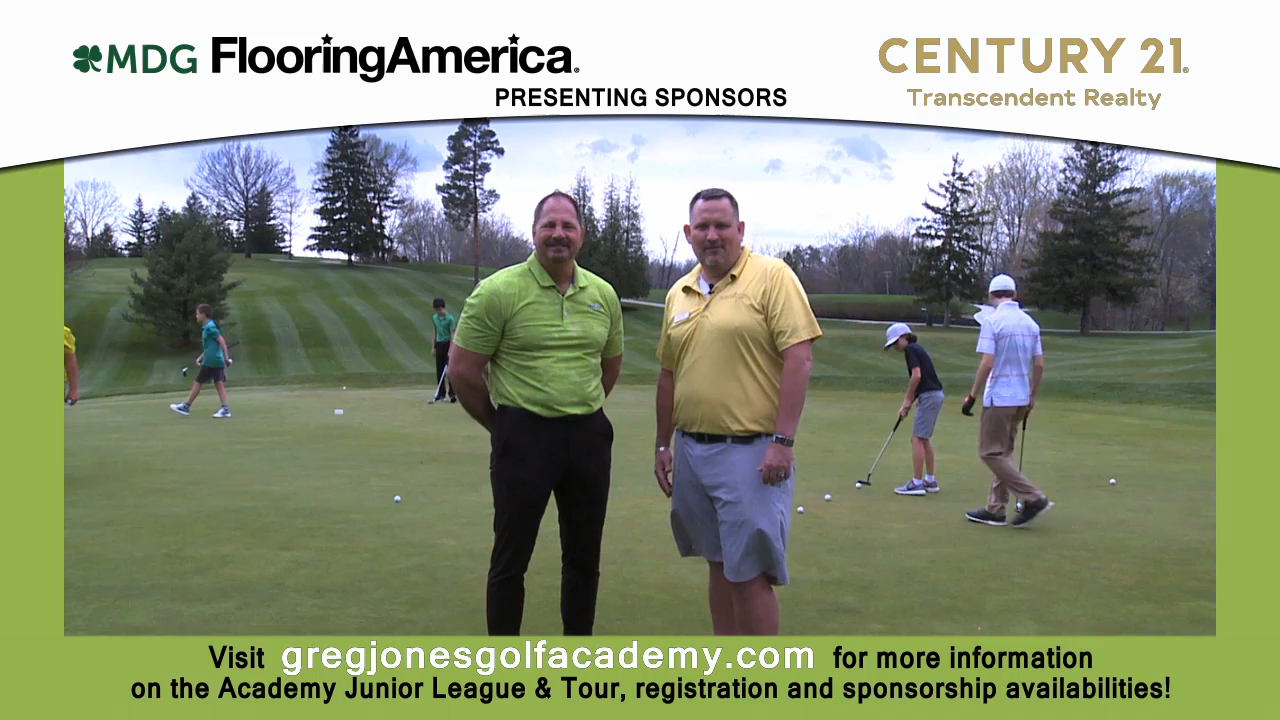 MDG FlooringAmerica®
CENTURY 21®
Transcendent Realty
PRESENTING SPONSORS
Visit gregjonesgolfacademy.com for more information
on the Academy Junior League & Tour, registration and sponsorship availabilities!